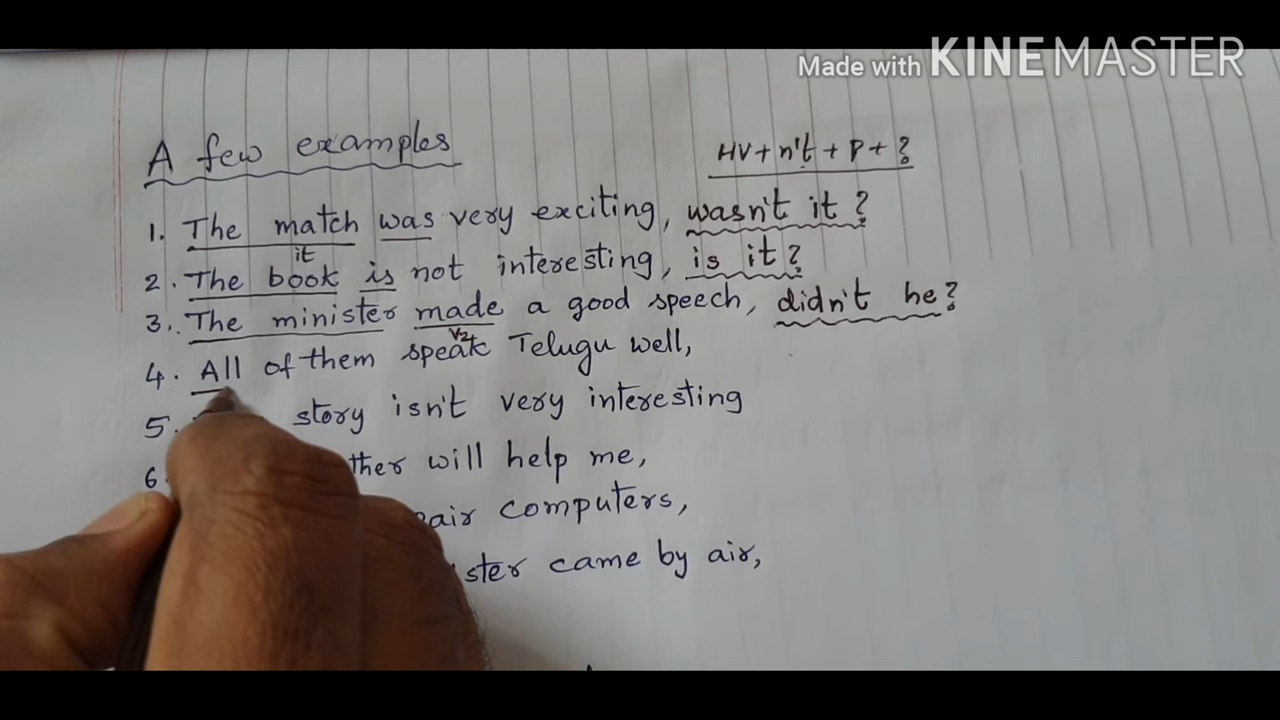 Made with KINEMASTER
A few examples
HV + n't + P + ?
1. The match was very exciting, wasn't it?
it
2. The book is not interesting, is it?
3. The minister made a good speech, didn't he?
V2
4. All of them speak Telugu well,
5. story isn't very interesting
6. will help me,
computers,
came by air,